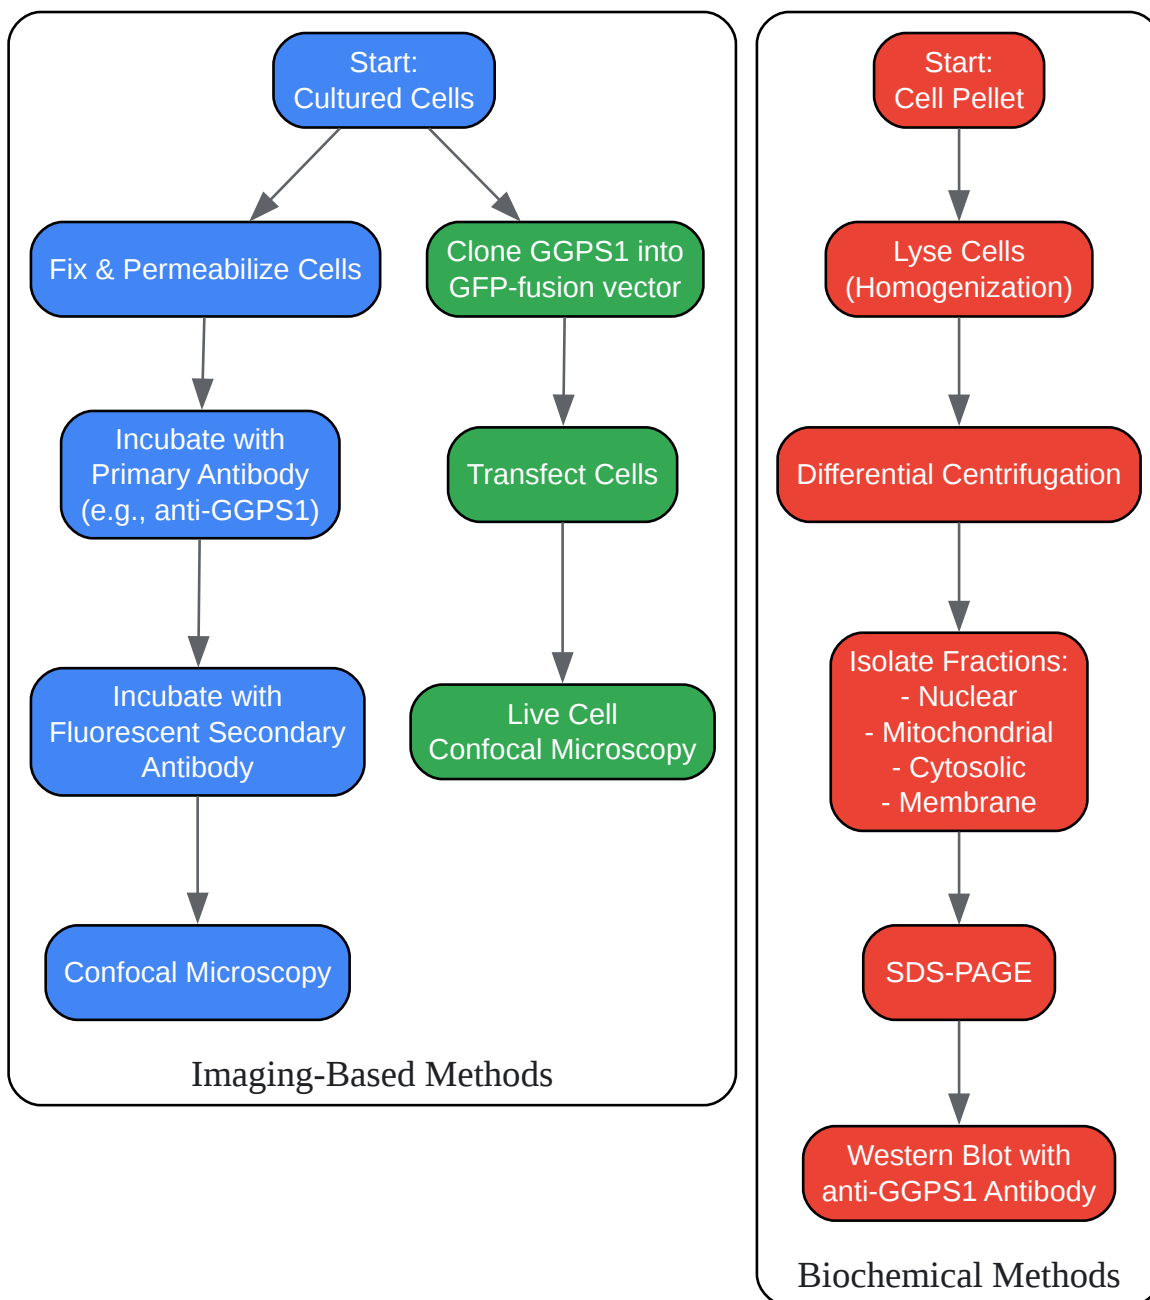 Start:
Cultured Cells
Fix & Permeabilize Cells
Incubate with
Primary Antibody
(e.g., anti-GGPS1)
Incubate with
Fluorescent Secondary
Antibody
Confocal Microscopy
Clone GGPS1 into
GFP-fusion vector
Transfect Cells
Live Cell
Confocal Microscopy
Imaging-Based Methods
Start:
Cell Pellet
Lyse Cells
(Homogenization)
Differential Centrifugation
Isolate Fractions:
- Nuclear
- Mitochondrial
- Cytosolic
- Membrane
SDS-PAGE
Western Blot with
anti-GGPS1 Antibody
Biochemical Methods